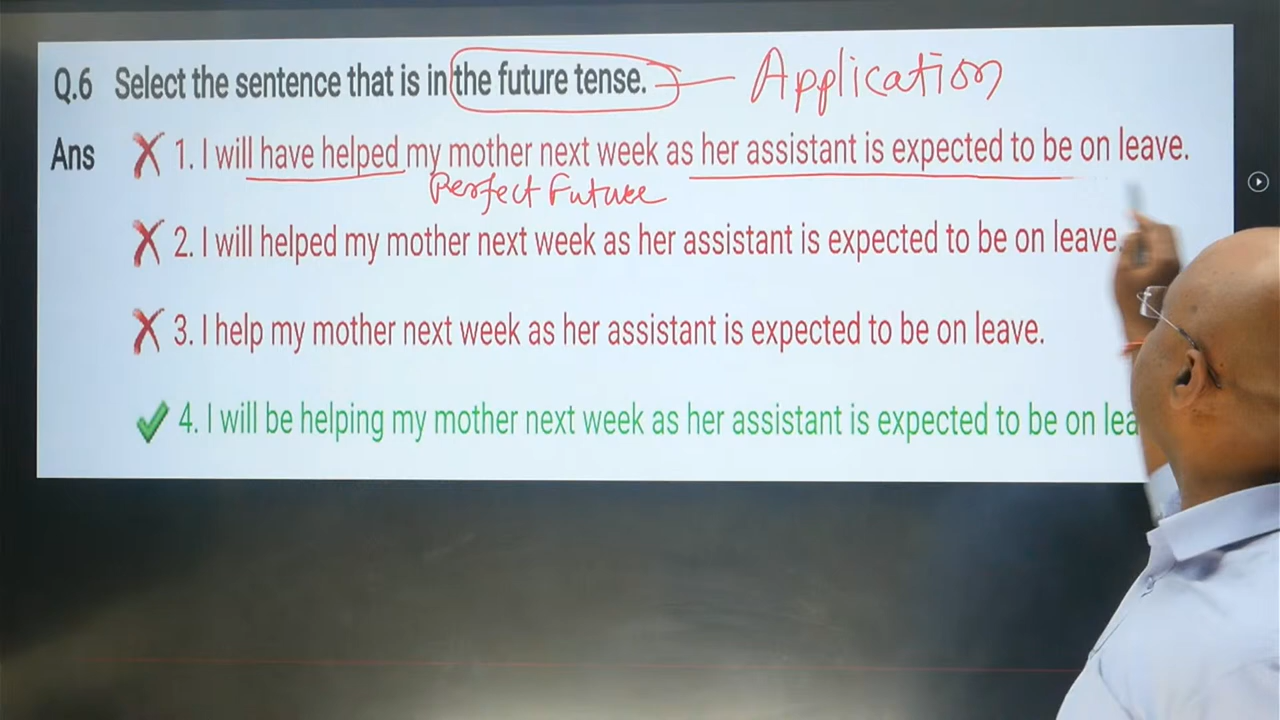 Q.6 Select the sentence that is in the future tense. Application
Ans 1. I will have helped my mother next week as her assistant is expected to be on leave.
Perfect Future
2. I will helped my mother next week as her assistant is expected to be on leave.
3. I help my mother next week as her assistant is expected to be on leave.
4. I will be helping my mother next week as her assistant is expected to be on lea